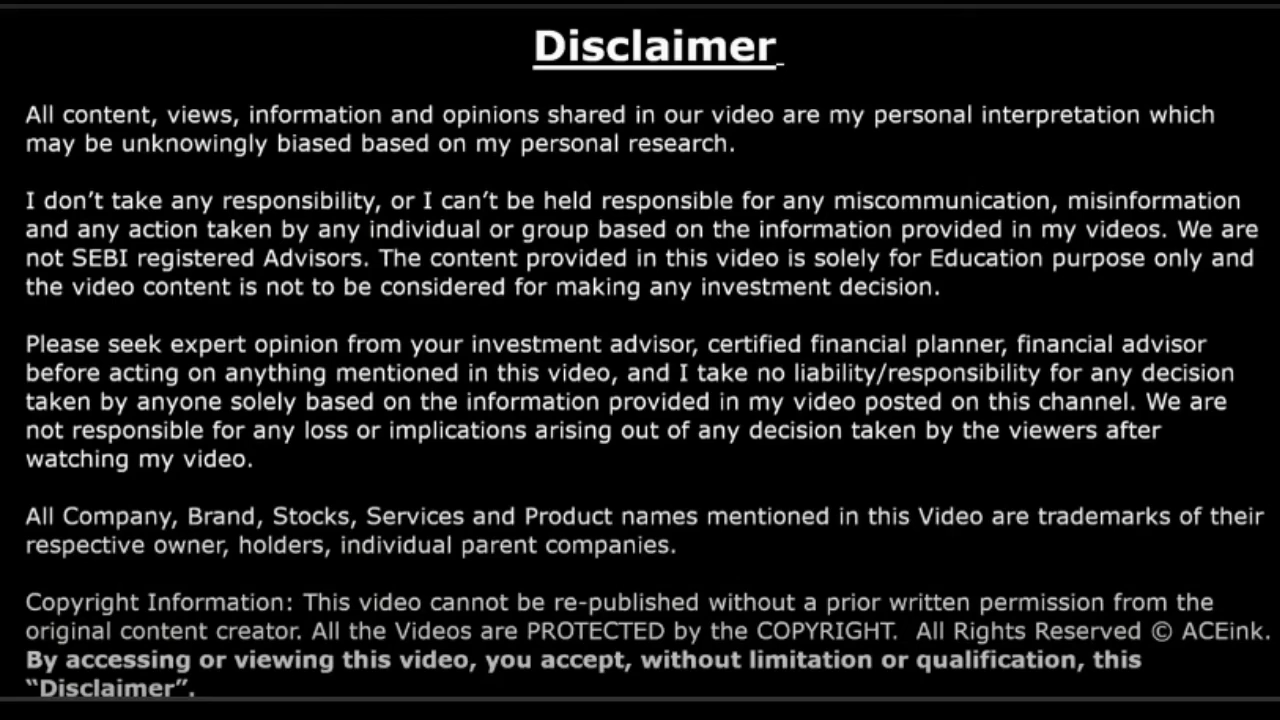 Disclaimer
All content, views, information and opinions shared in our video are my personal interpretation which
may be unknowingly biased based on my personal research.
I don’t take any responsibility, or I can’t be held responsible for any miscommunication, misinformation
and any action taken by any individual or group based on the information provided in my videos. We are
not SEBI registered Advisors. The content provided in this video is solely for Education purpose only and
the video content is not to be considered for making any investment decision.
Please seek expert opinion from your investment advisor, certified financial planner, financial advisor
before acting on anything mentioned in this video, and I take no liability/responsibility for any decision
taken by anyone solely based on the information provided in my video posted on this channel. We are
not responsible for any loss or implications arising out of any decision taken by the viewers after
watching my video.
All Company, Brand, Stocks, Services and Product names mentioned in this Video are trademarks of their
respective owner, holders, individual parent companies.
Copyright Information: This video cannot be re-published without a prior written permission from the
original content creator. All the Videos are PROTECTED by the COPYRIGHT.  All Rights Reserved © ACEink.
By accessing or viewing this video, you accept, without limitation or qualification, this
“Disclaimer”.